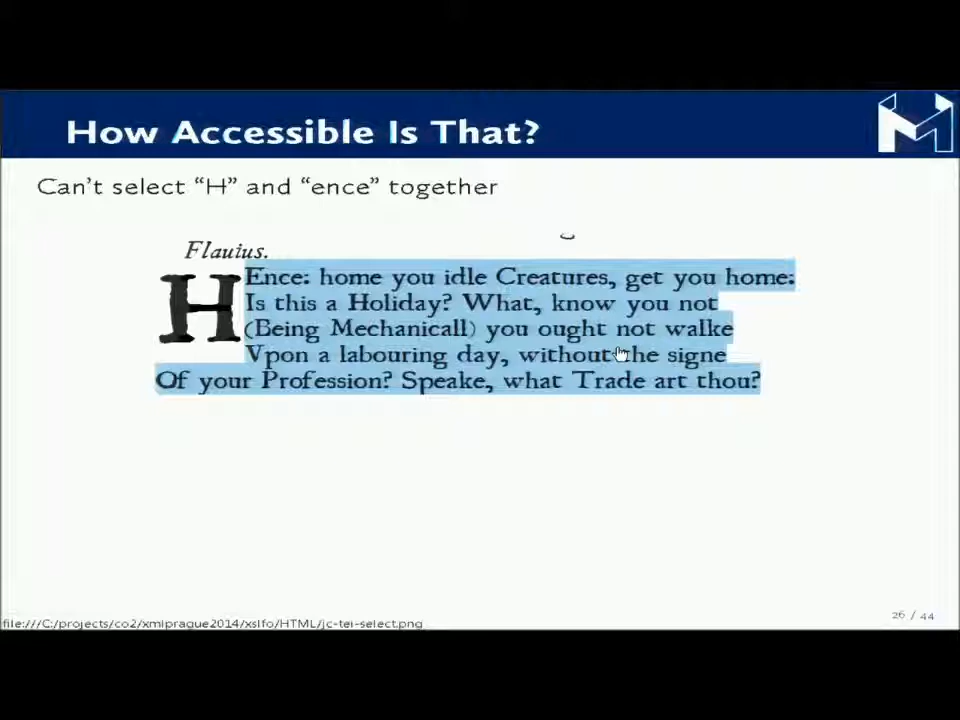 How Accessible Is That?
Can't select “H” and “ence” together
Flauius.
HEnce: home you idle Creatures, get you home:
Is this a Holiday? What, know you not
(Being Mechanicall) you ought not walke
Vpon a labouring day, without the signe
Of your Profession? Speake, what Trade art thou?
26 / 44
file:///C:/projects/co2/xmlprague2014/xslfo/HTML/jc-tei-select.png